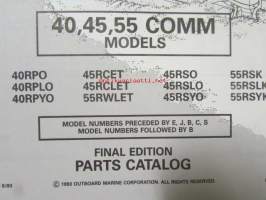 40,45,55 COMM
MODELS
40RPO 45RCET 45RSO 55RSK
40RPLO 45RCLET 45RSLO 55RSLK
40RPYO 55RWLET 45RSYO 55RSYK
MODEL NUMBERS PRECEDED BY E, J, B, C, S
MODEL NUMBERS FOLLOWED BY B
FINAL EDITION
PARTS CATALOG
© 1990 OUTBOARD MARINE CORPORATION. ALL RIGHTS RESERVED.